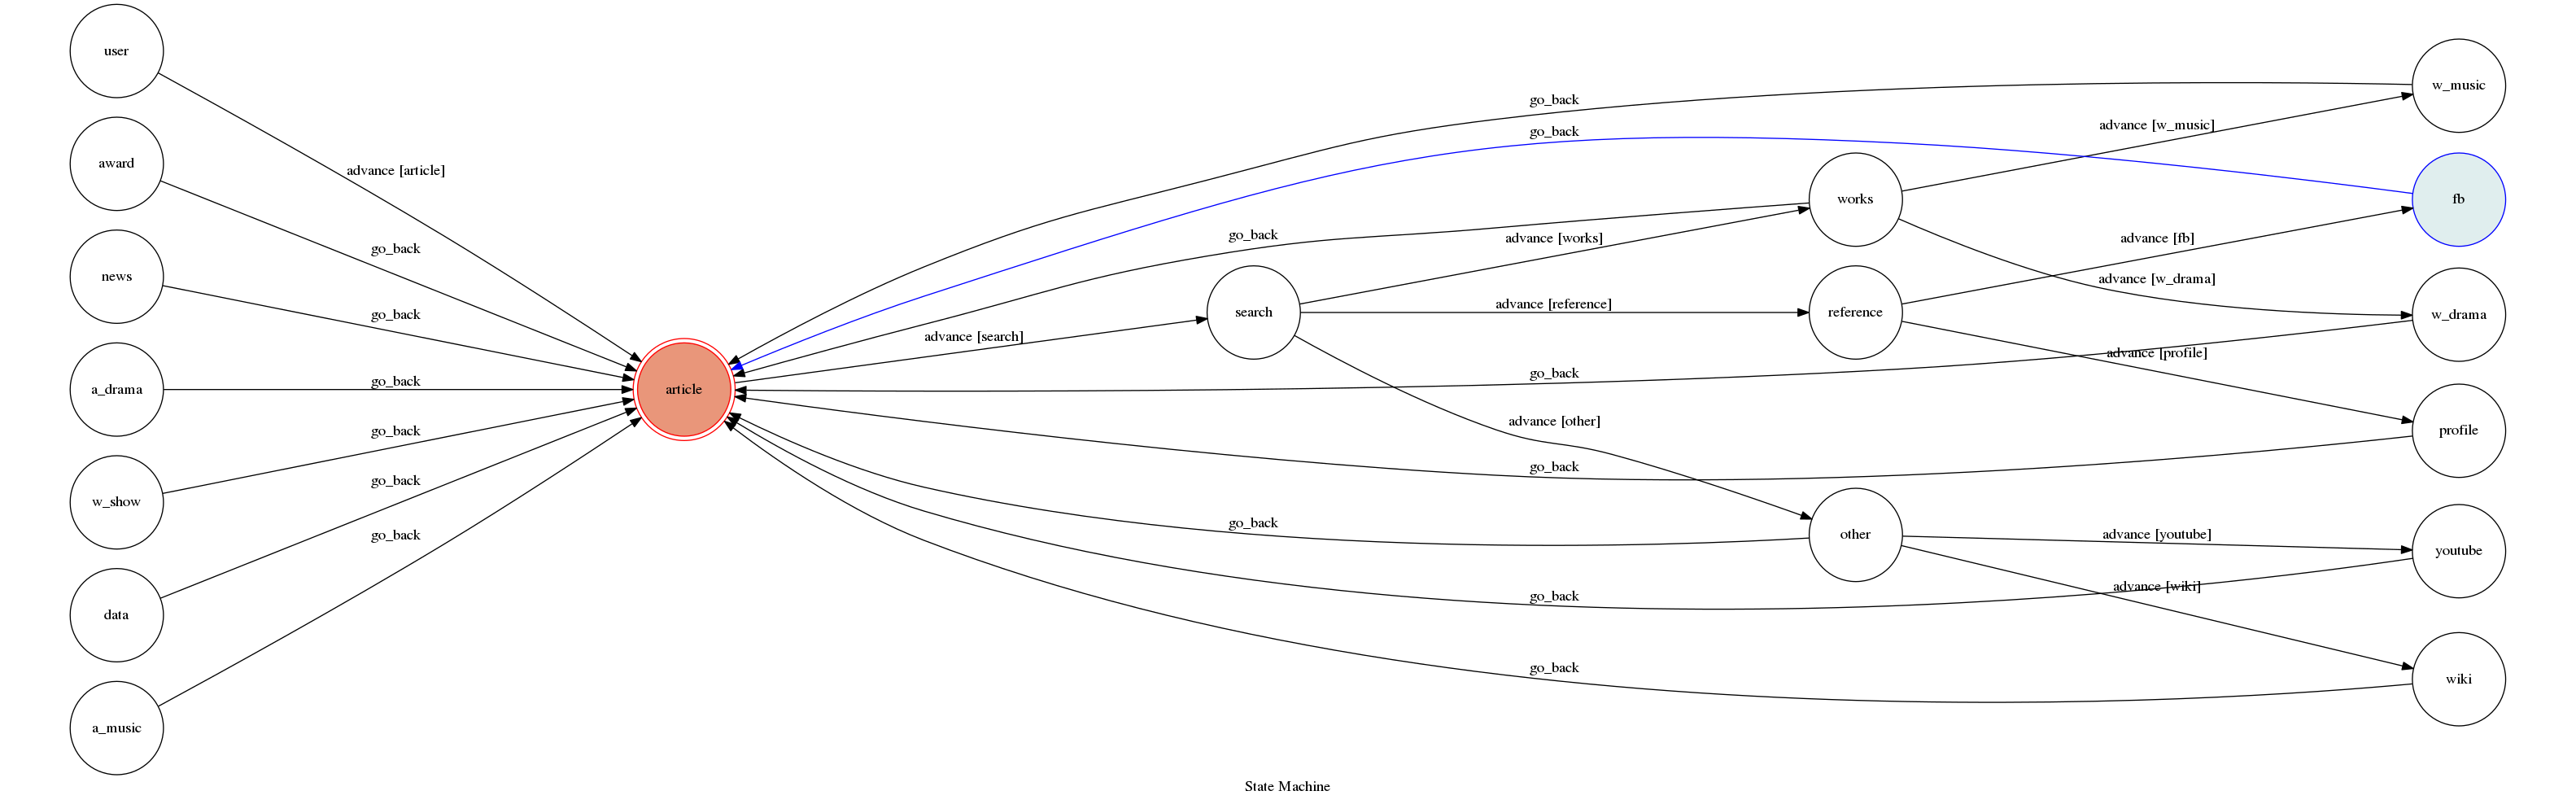 user
award
news
a_drama
w_show
data
a_music
advance [article]
go_back
go_back
go_back
go_back
go_back
go_back
article
advance [search]
search
go_back
go_back
go_back
advance [works]
advance [reference]
go_back
advance [other]
go_back
go_back
go_back
go_back
works
reference
other
advance [w_music]
advance [fb]
advance [w_drama]
advance [profile]
advance [youtube]
advance [wiki]
w_music
fb
w_drama
profile
youtube
wiki
State Machine